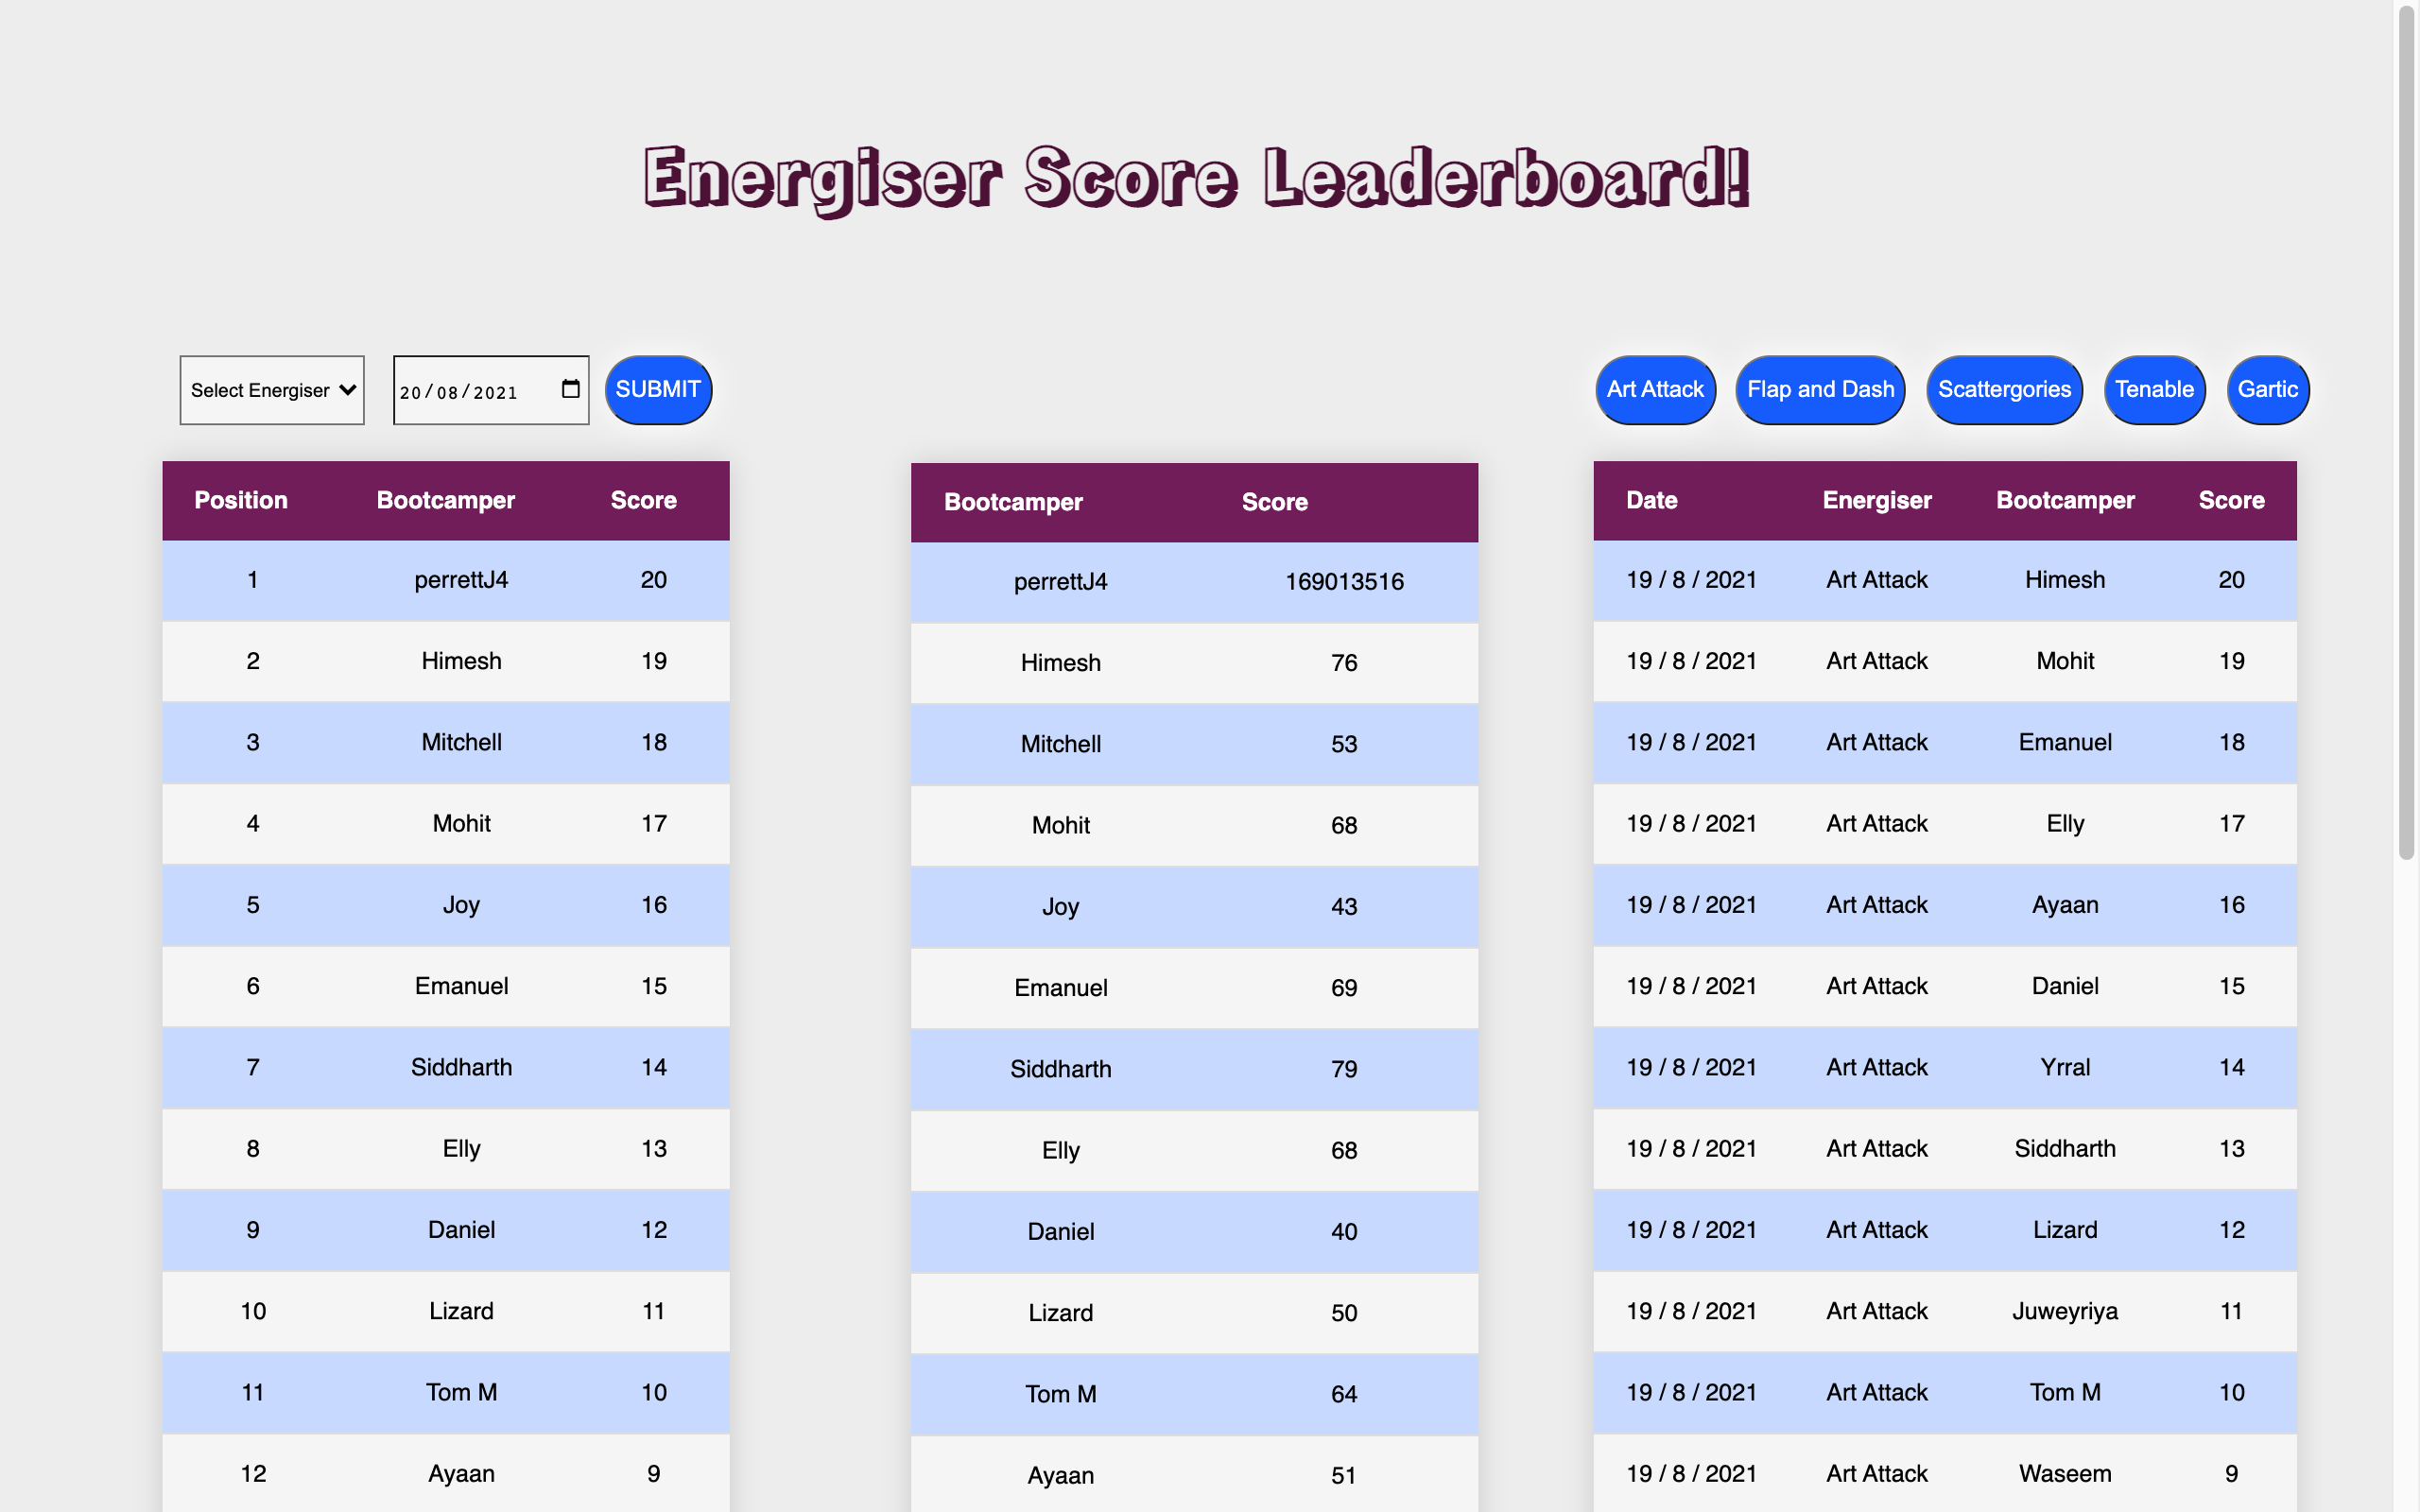 Energiser Score Leaderboard!
Select Energiser
20/08/2021
SUBMIT
Art Attack
Flap and Dash
Scattergories
Tenable
Gartic
Position Bootcamper Score
1 perrettJ4 20
2 Himesh 19
3 Mitchell 18
4 Mohit 17
5 Joy 16
6 Emanuel 15
7 Siddharth 14
8 Elly 13
9 Daniel 12
10 Lizard 11
11 Tom M 10
12 Ayaan 9
Bootcamper Score
perrettJ4 169013516
Himesh 76
Mitchell 53
Mohit 68
Joy 43
Emanuel 69
Siddharth 79
Elly 68
Daniel 40
Lizard 50
Tom M 64
Ayaan 51
Date Energiser Bootcamper Score
19 / 8 / 2021 Art Attack Himesh 20
19 / 8 / 2021 Art Attack Mohit 19
19 / 8 / 2021 Art Attack Emanuel 18
19 / 8 / 2021 Art Attack Elly 17
19 / 8 / 2021 Art Attack Ayaan 16
19 / 8 / 2021 Art Attack Daniel 15
19 / 8 / 2021 Art Attack Yrral 14
19 / 8 / 2021 Art Attack Siddharth 13
19 / 8 / 2021 Art Attack Lizard 12
19 / 8 / 2021 Art Attack Juweyriya 11
19 / 8 / 2021 Art Attack Tom M 10
19 / 8 / 2021 Art Attack Waseem 9